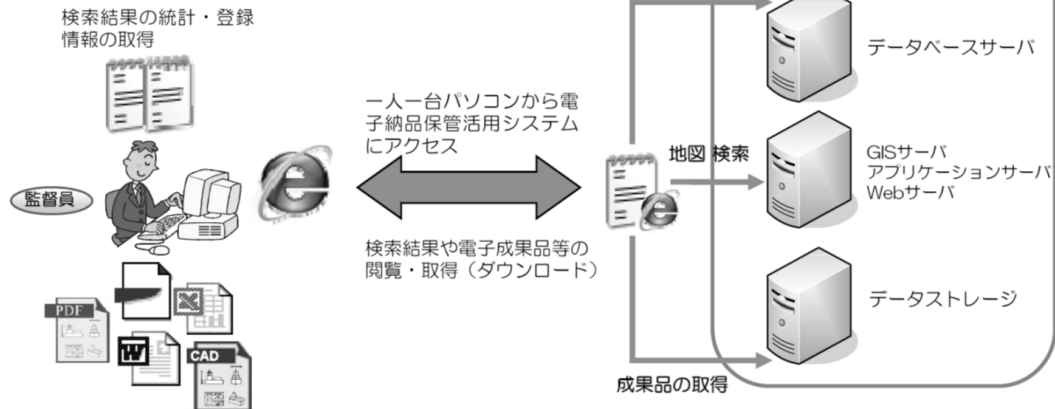 検索結果の統計・登録
情報の取得
監督員
PDF
W
CAD
一人一台パソコンから電
子納品保管活用システム
にアクセス
検索結果や電子成果品等の
閲覧・取得（ダウンロード）
地図 検索
成果品の取得
データベースサーバ
GISサーバ
アプリケーションサーバ
Webサーバ
データストレージ